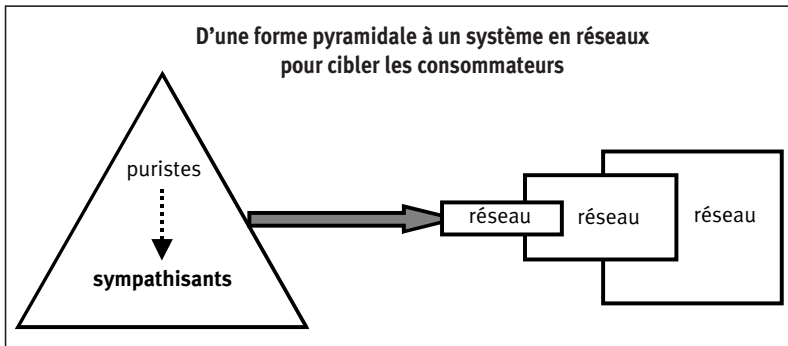 D’une forme pyramidale à un système en réseaux
pour cibler les consommateurs
puristes
sympathisants
réseau
réseau
réseau